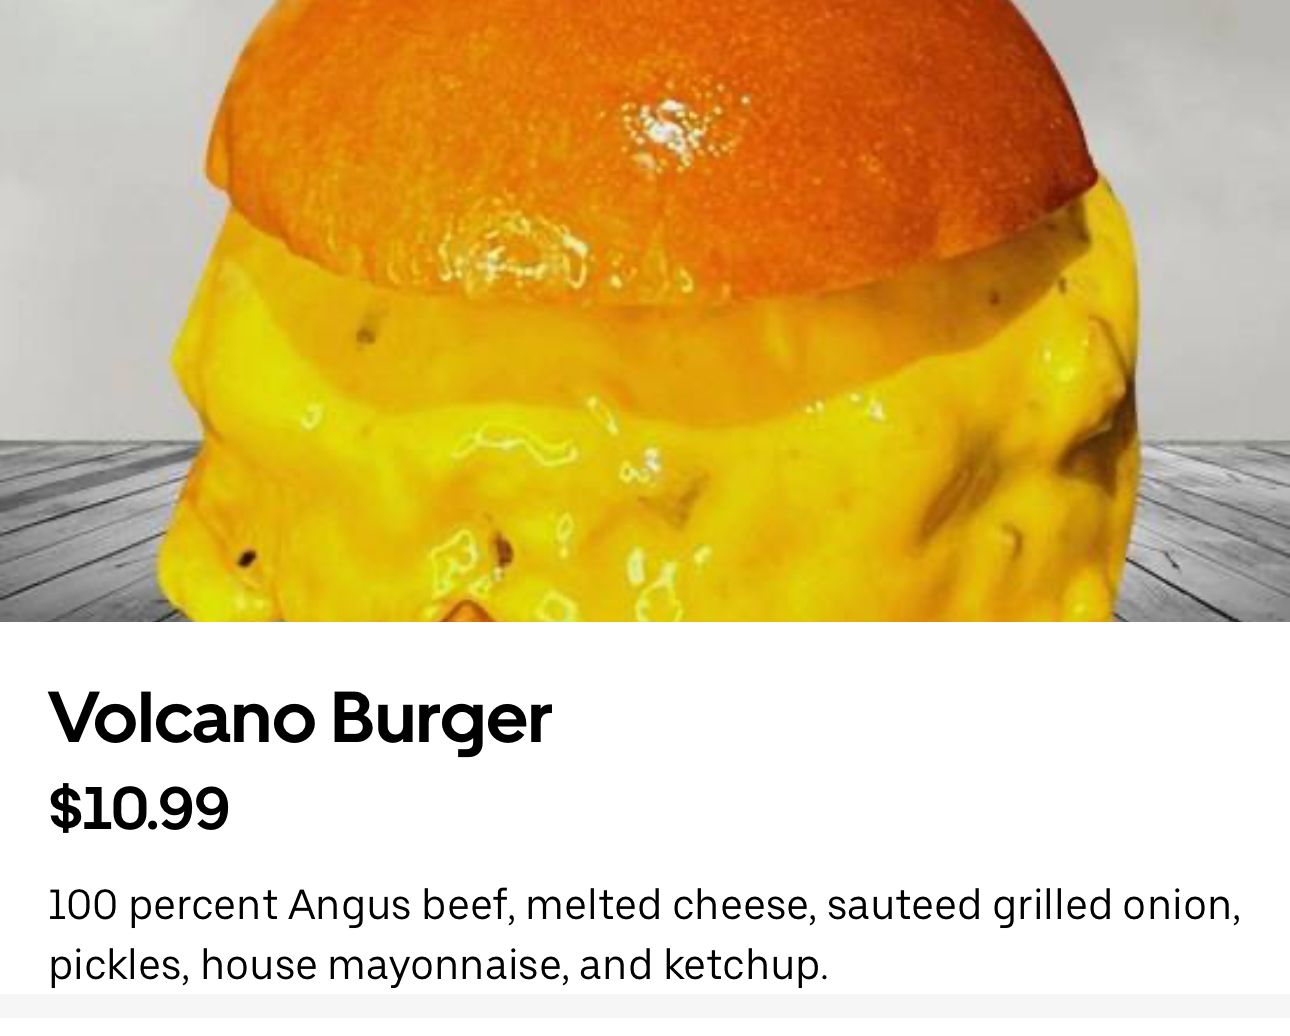 Volcano Burger
$10.99
100 percent Angus beef, melted cheese, sauteed grilled onion,
pickles, house mayonnaise, and ketchup.